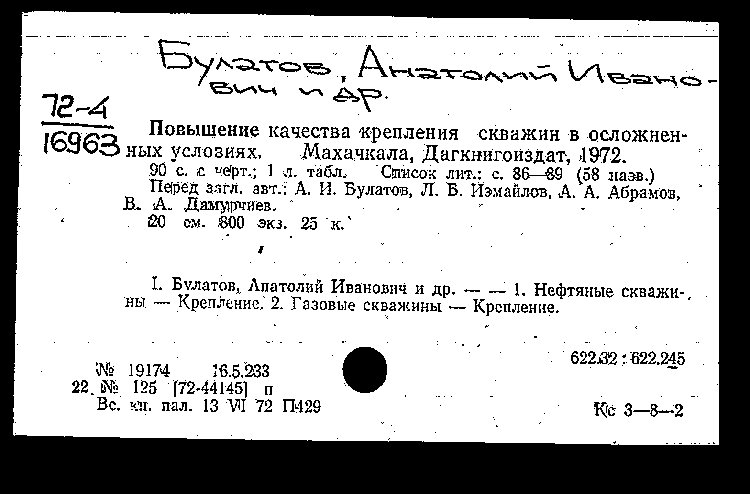 Булатов, Анатолий Ивано-
вич и др.
72-4
16963
Повышение качества крепления скважин в осложнен-
ных условиях. Махачкала, Дагкнигоиздат, 1972.
90 с. с черт.; 1 л. табл. Список лит.: с. 86—89 (58 назв.)
Перед загл. авт.: А. И. Булатов, Л. Б. Измайлов, А. А. Абрамов,
В. А. Дамурчиев.
20 см. 800 экз. 25 к.
I. Булатов, Анатолий Иванович и др. — — 1. Нефтяные скважи-
ны — Крепление. 2. Газовые скважины — Крепление.
622.32 : 622.245
№ 19174 16.5.233
22. № 125 [72-44145] п
Вс. кн. пал. 13 VI 72 П429
Кс 3—8—2